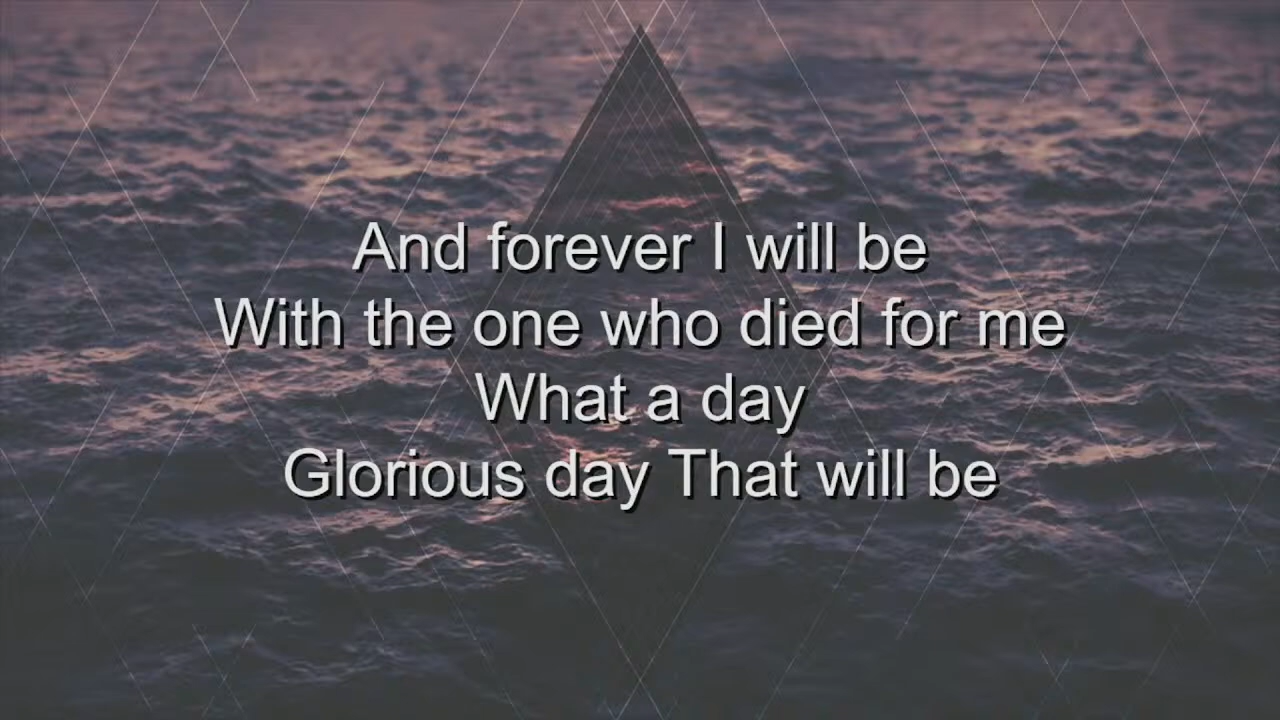 And forever I will be
With the one who died for me
What a day
Glorious day That will be